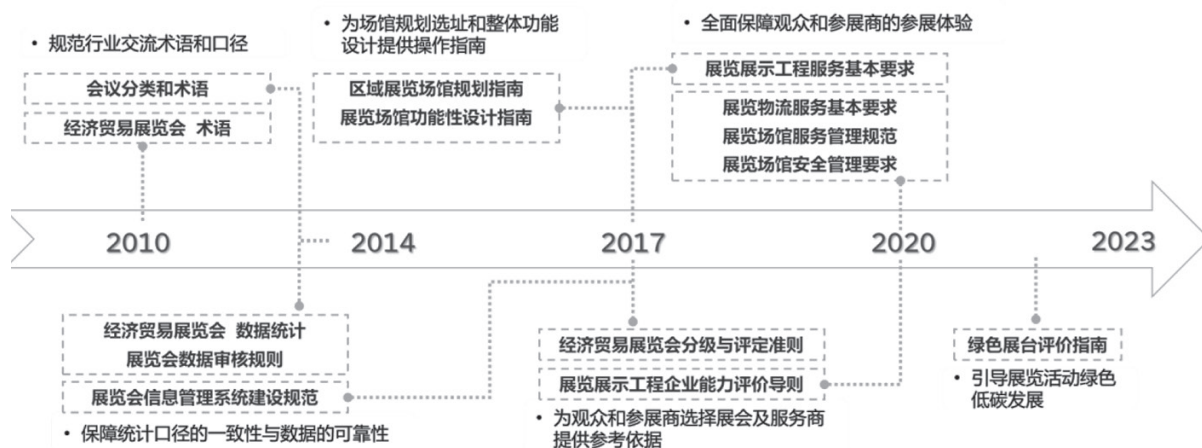 • 规范行业交流术语和口径
会议分类和术语
经济贸易展览会 术语
• 为场馆规划选址和整体功能
设计提供操作指南
区域展览场馆规划指南
展览场馆功能性设计指南
• 全面保障观众和参展商的参展体验
展览展示工程服务基本要求
展览物流服务基本要求
展览场馆服务管理规范
展览场馆安全管理要求
2010
2014
2017
2020
2023
经济贸易展览会 数据统计
展览会数据审核规则
展览会信息管理系统建设规范
• 保障统计口径的一致性与数据的可靠性
经济贸易展览会分级与评定准则
展览展示工程企业能力评价导则
• 为观众和参展商选择展会及服务商
提供参考依据
绿色展台评价指南
• 引导展览活动绿色
低碳发展